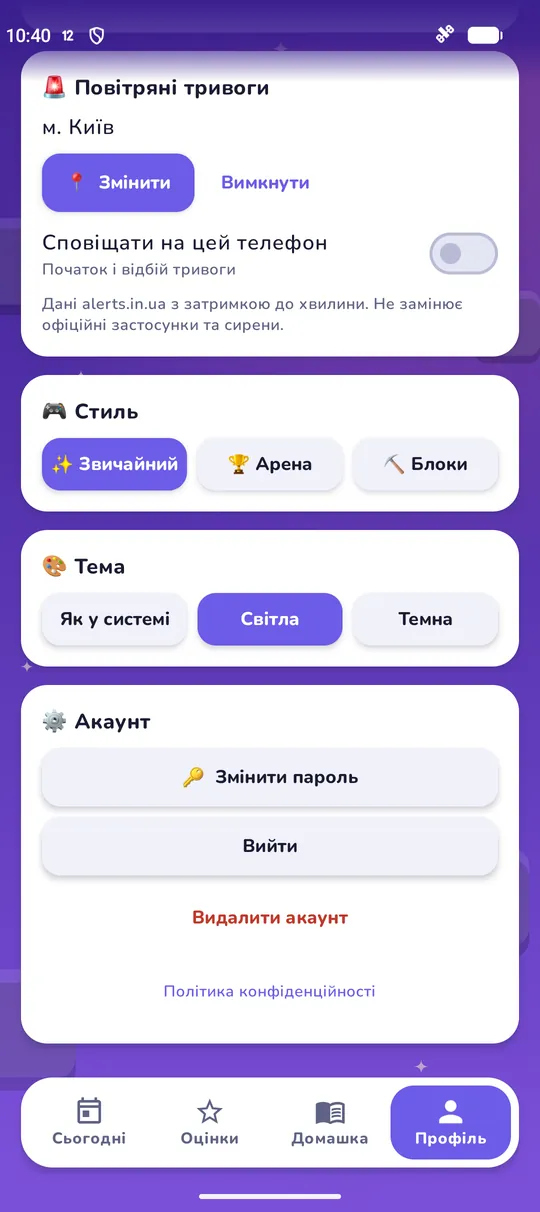 10:40 12
🚨 Повітряні тривоги
м. Київ
📍 Змінити
Вимкнути
Сповіщати на цей телефон
Початок і відбій тривоги
Дані alerts.in.ua з затримкою до хвилини. Не замінює
офіційні застосунки та сирени.
🎮 Стиль
✨ Звичайний
🏆 Арена
⛏️ Блоки
🎨 Тема
Як у системі
Світла
Темна
⚙️ Акаунт
🔑 Змінити пароль
Вийти
Видалити акаунт
Політика конфіденційності
Сьогодні
Оцінки
Домашка
Профіль